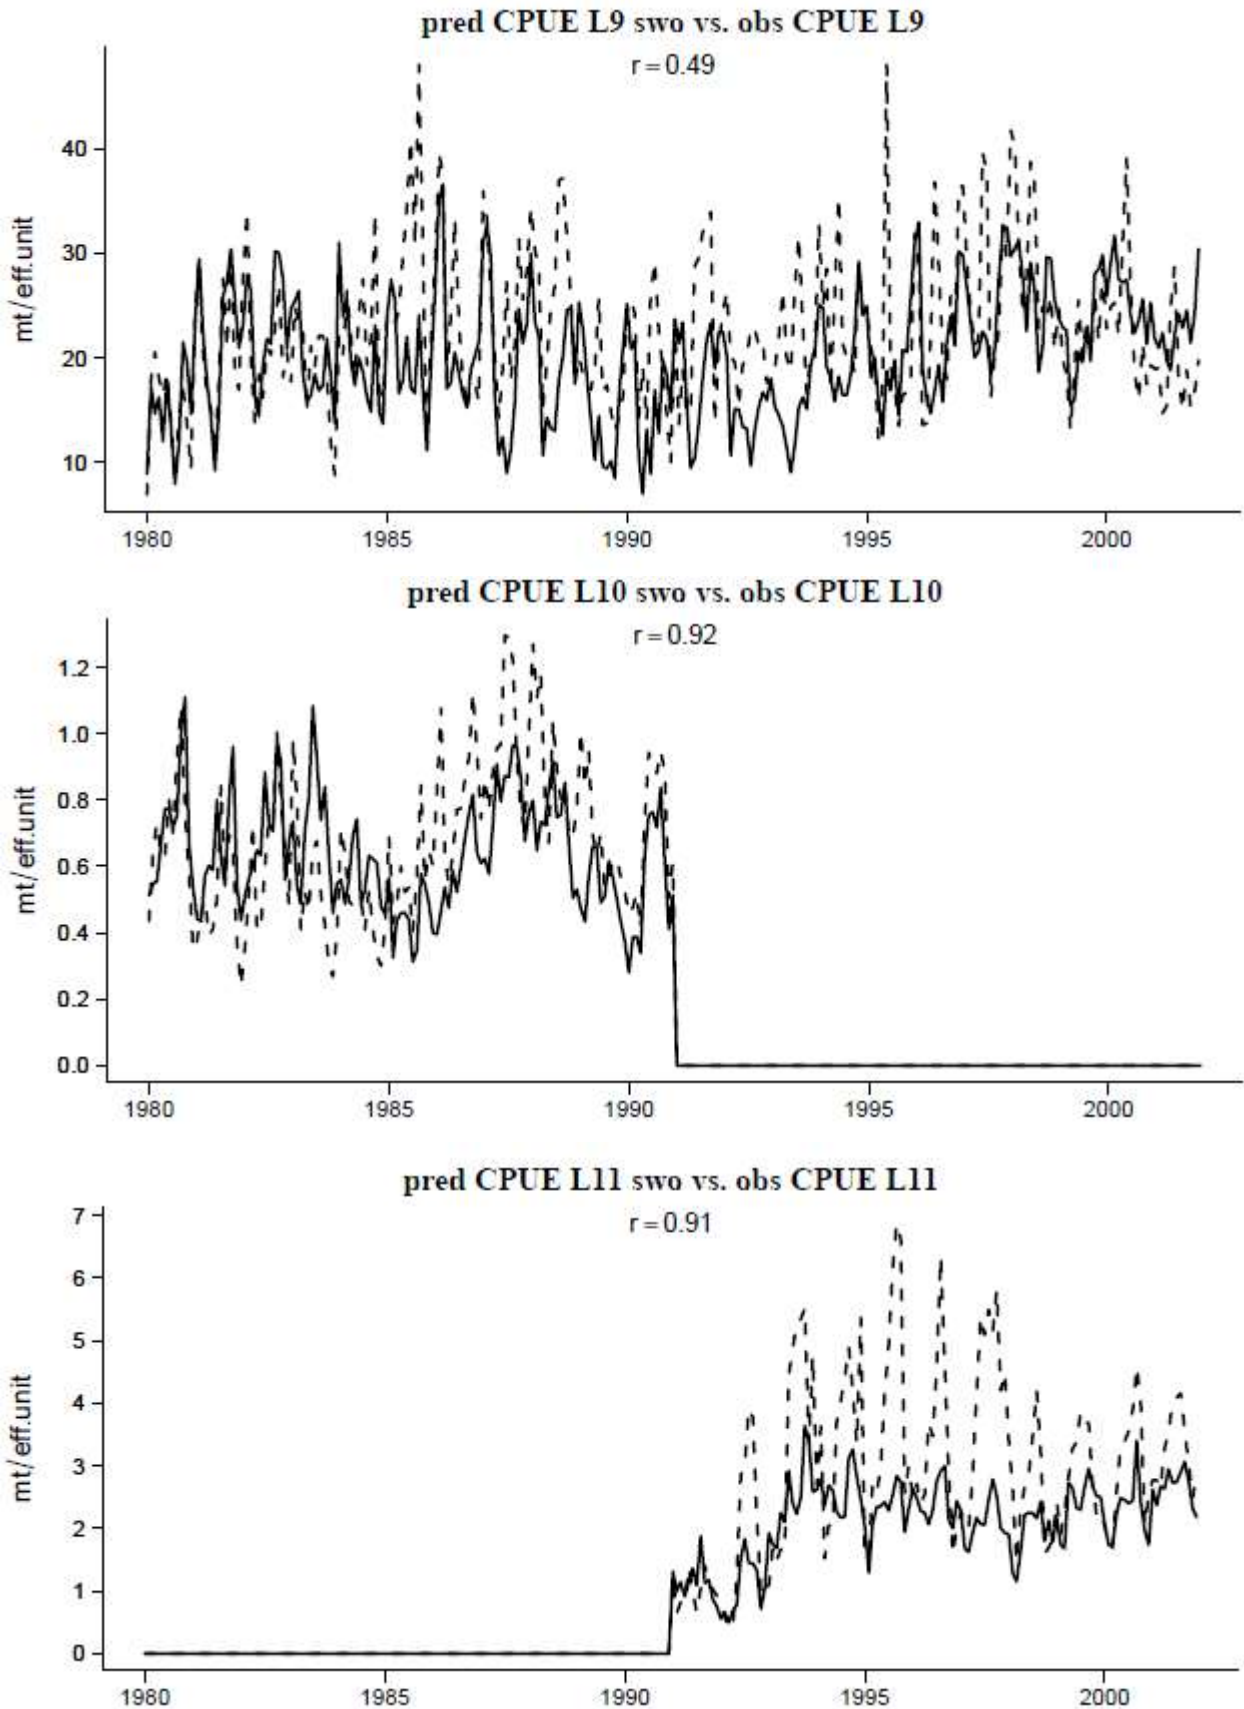 pred CPUE L9 swo vs. obs CPUE L9
r = 0.49
mt/eff.unit
40
30
20
10
1980 1985 1990 1995 2000
pred CPUE L10 swo vs. obs CPUE L10
r = 0.92
mt/eff.unit
1.2
1.0
0.8
0.6
0.4
0.2
0.0
1980 1985 1990 1995 2000
pred CPUE L11 swo vs. obs CPUE L11
r = 0.91
mt/eff.unit
7
6
5
4
3
2
1
0
1980 1985 1990 1995 2000